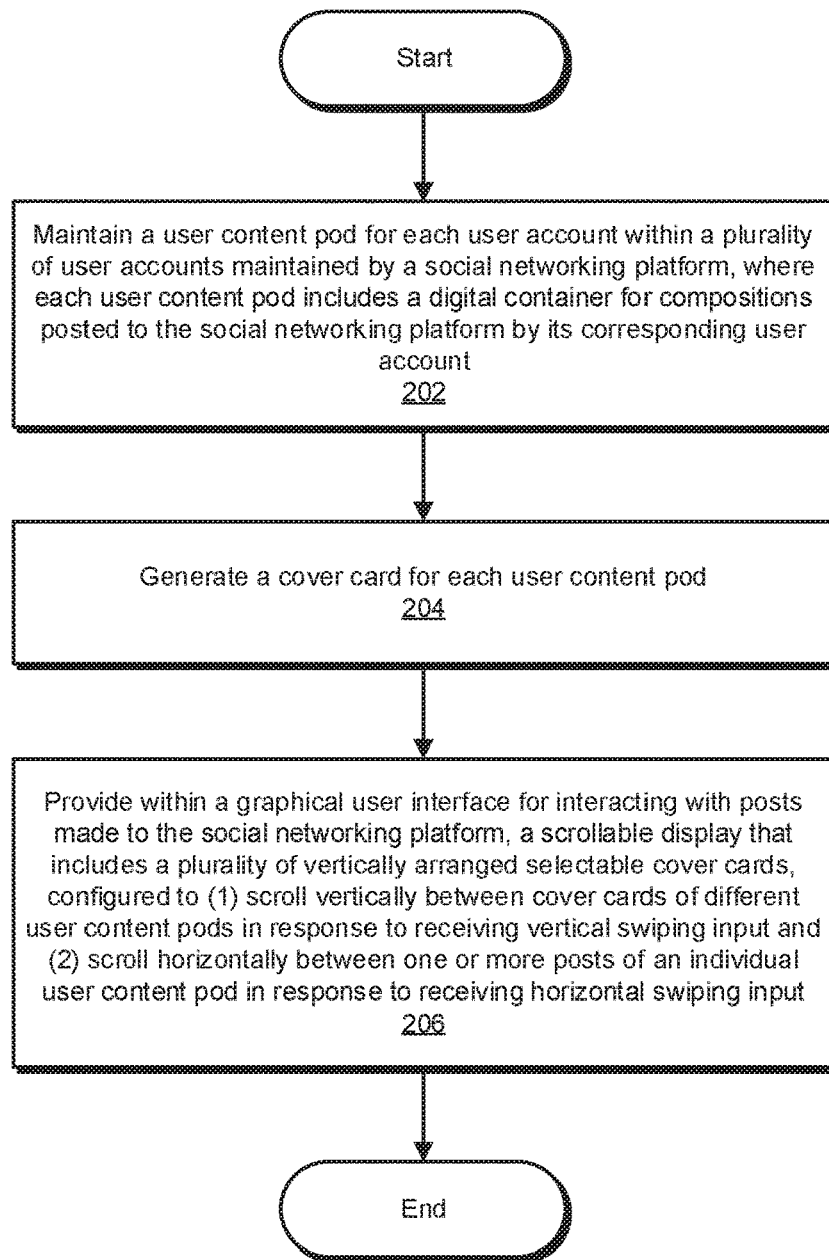 Start
Maintain a user content pod for each user account within a plurality
of user accounts maintained by a social networking platform, where
each user content pod includes a digital container for compositions
posted to the social networking platform by its corresponding user
account
202
Generate a cover card for each user content pod
204
Provide within a graphical user interface for interacting with posts
made to the social networking platform, a scrollable display that
includes a plurality of vertically arranged selectable cover cards,
configured to (1) scroll vertically between cover cards of different
user content pods in response to receiving vertical swiping input and
(2) scroll horizontally between one or more posts of an individual
user content pod in response to receiving horizontal swiping input
206
End